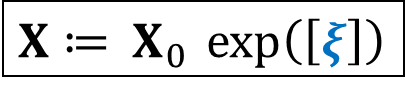 𝐗 ≔ 𝐗₀ exp([𝝃])